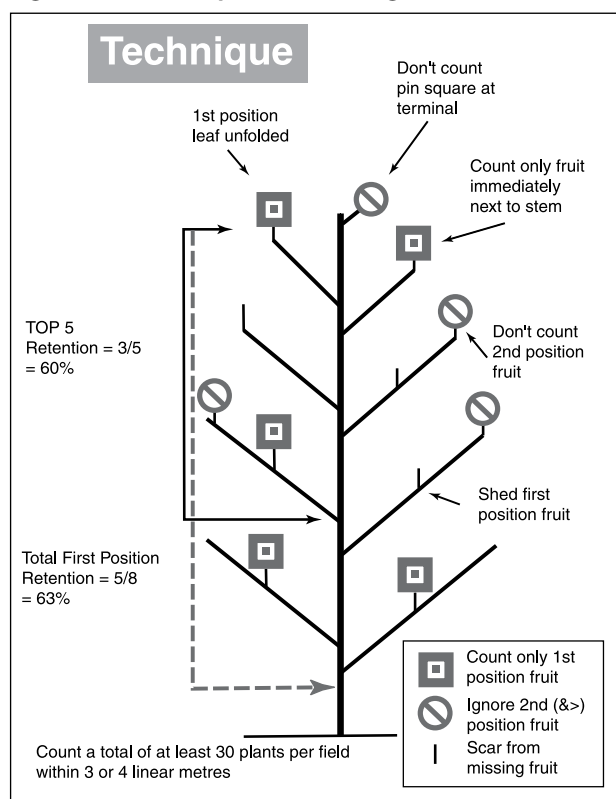 Technique
Don't count
pin square at
terminal
1st position
leaf unfolded
Count only fruit
immediately
next to stem
TOP 5
Retention = 3/5
= 60%
Don't count
2nd position
fruit
Shed first
position fruit
Total First Position
Retention = 5/8
= 63%
Count only 1st
position fruit
Ignore 2nd (&>)
position fruit
Scar from
missing fruit
Count a total of at least 30 plants per field
within 3 or 4 linear metres